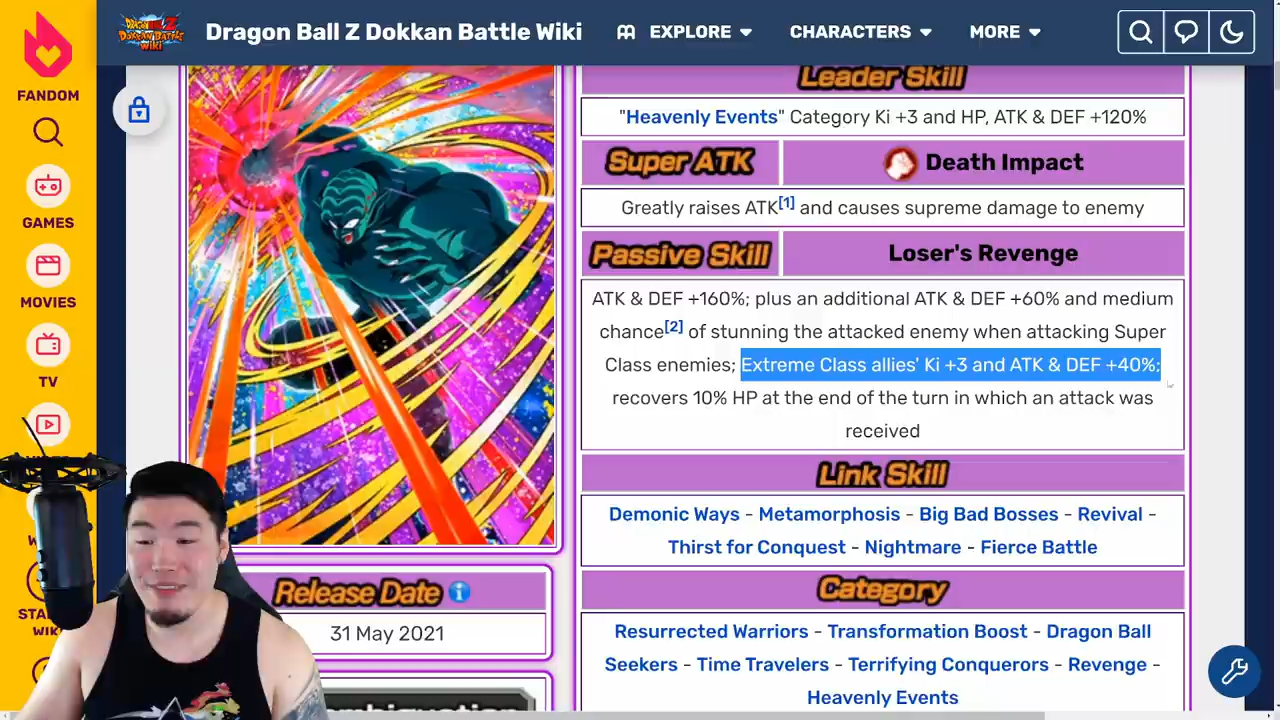 Dragon Ball Z Dokkan Battle Wiki
EXPLORE
CHARACTERS
MORE
FANDOM
GAMES
MOVIES
TV
Leader Skill
"Heavenly Events" Category Ki +3 and HP, ATK & DEF +120%
Super ATK
Death Impact
Greatly raises ATK[1] and causes supreme damage to enemy
Passive Skill
Loser's Revenge
ATK & DEF +160%; plus an additional ATK & DEF +60% and medium
chance[2] of stunning the attacked enemy when attacking Super
Class enemies; Extreme Class allies' Ki +3 and ATK & DEF +40%;
recovers 10% HP at the end of the turn in which an attack was
received
Link Skill
Demonic Ways - Metamorphosis - Big Bad Bosses - Revival -
Thirst for Conquest - Nightmare - Fierce Battle
Category
Resurrected Warriors - Transformation Boost - Dragon Ball
Seekers - Time Travelers - Terrifying Conquerors - Revenge -
Heavenly Events
Release Date
31 May 2021